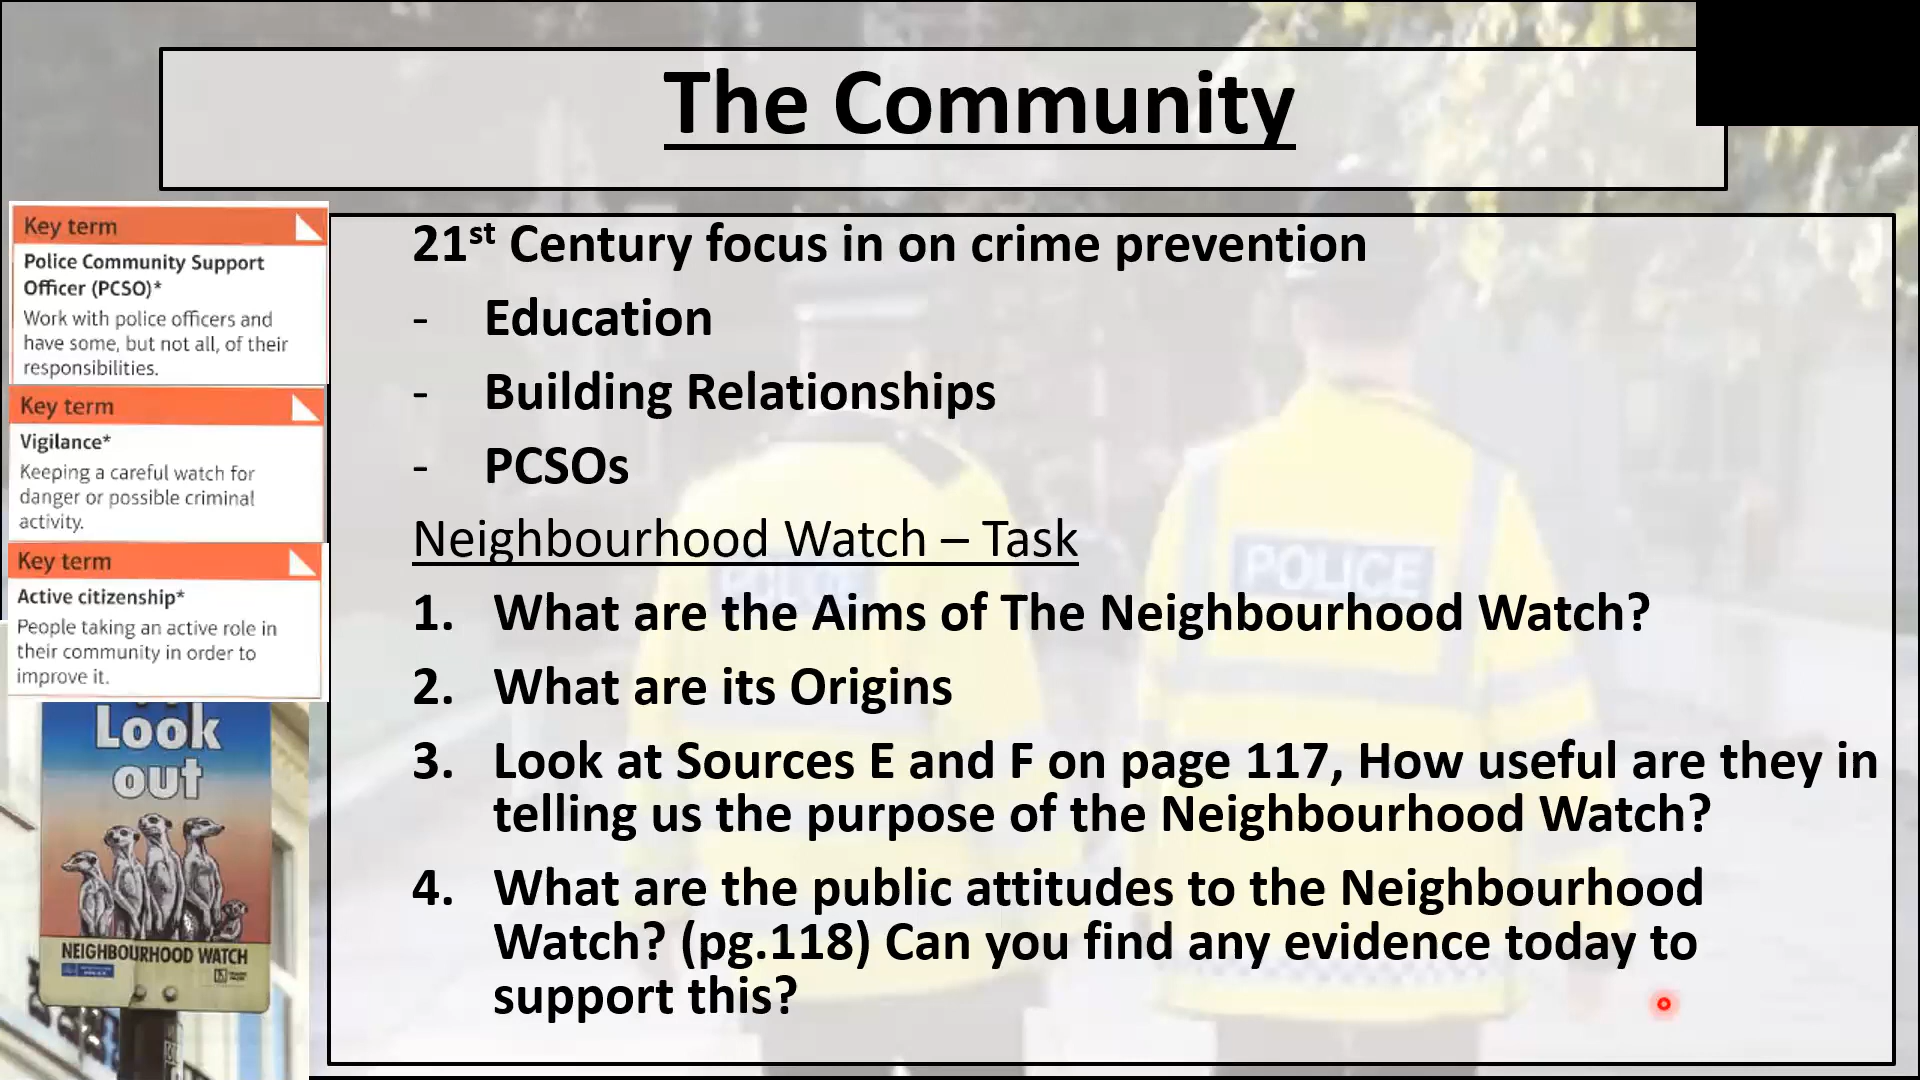 The Community
Key term
Police Community Support
Officer (PCSO)*
Work with police officers and
have some, but not all, of their
responsibilities.
Key term
Vigilance*
Keeping a careful watch for
danger or possible criminal
activity.
Key term
Active citizenship*
People taking an active role in
their community in order to
improve it.
Look
out
NEIGHBOURHOOD WATCH
21st Century focus in on crime prevention
- Education
- Building Relationships
- PCSOs
Neighbourhood Watch – Task
1. What are the Aims of The Neighbourhood Watch?
2. What are its Origins
3. Look at Sources E and F on page 117, How useful are they in
telling us the purpose of the Neighbourhood Watch?
4. What are the public attitudes to the Neighbourhood
Watch? (pg.118) Can you find any evidence today to
support this?
POLICE
POLICE